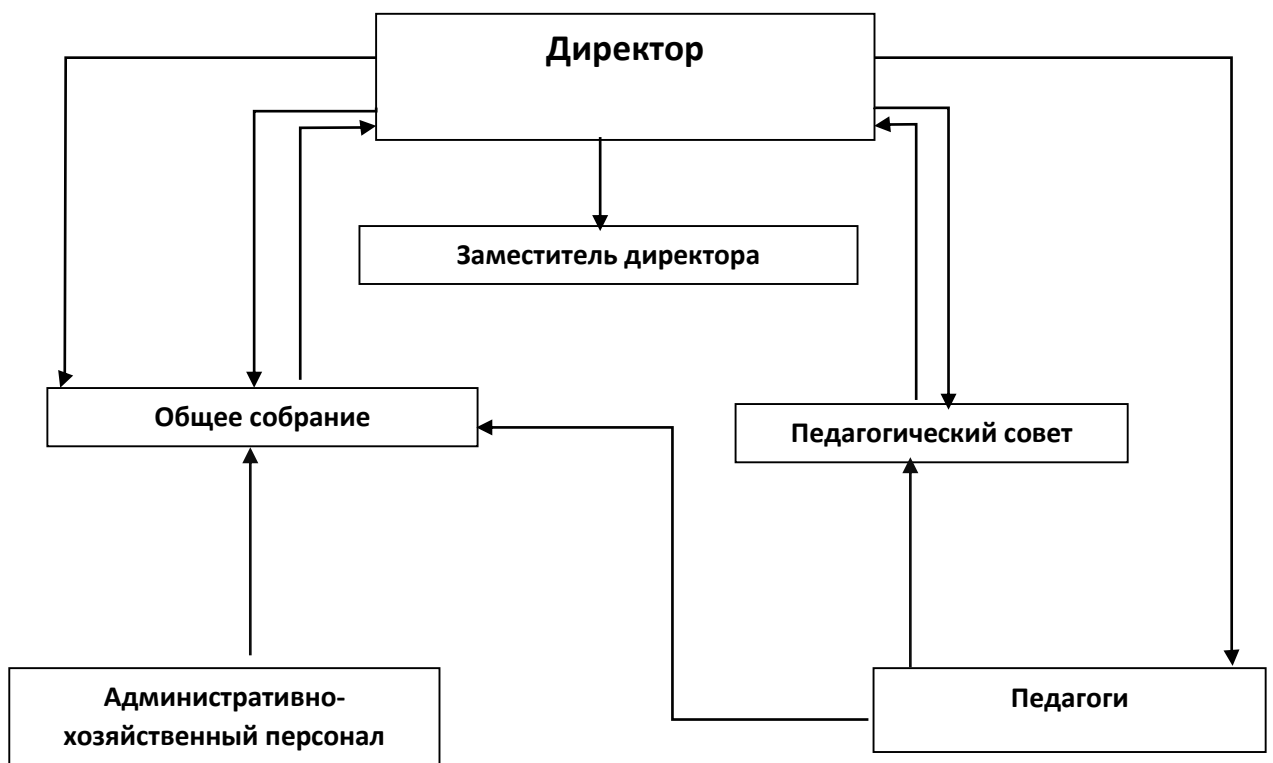 Директор
Заместитель директора
Общее собрание
Педагогический совет
Административно-
хозяйственный персонал
Педагоги